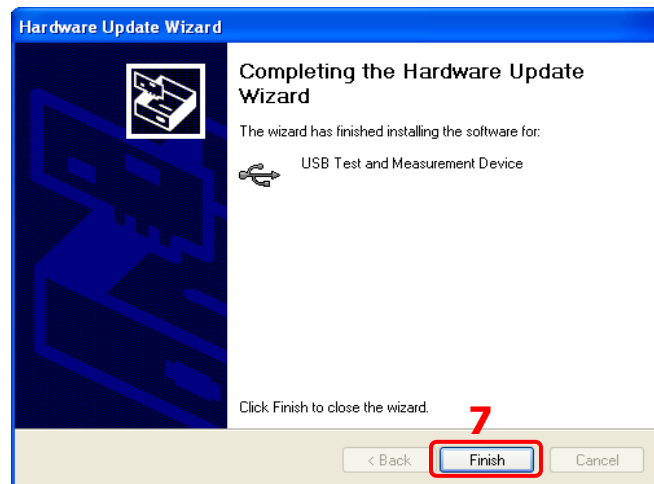 Hardware Update Wizard
Completing the Hardware Update
Wizard
The wizard has finished installing the software for:
USB Test and Measurement Device
Click Finish to close the wizard.
7
< Back
Finish
Cancel